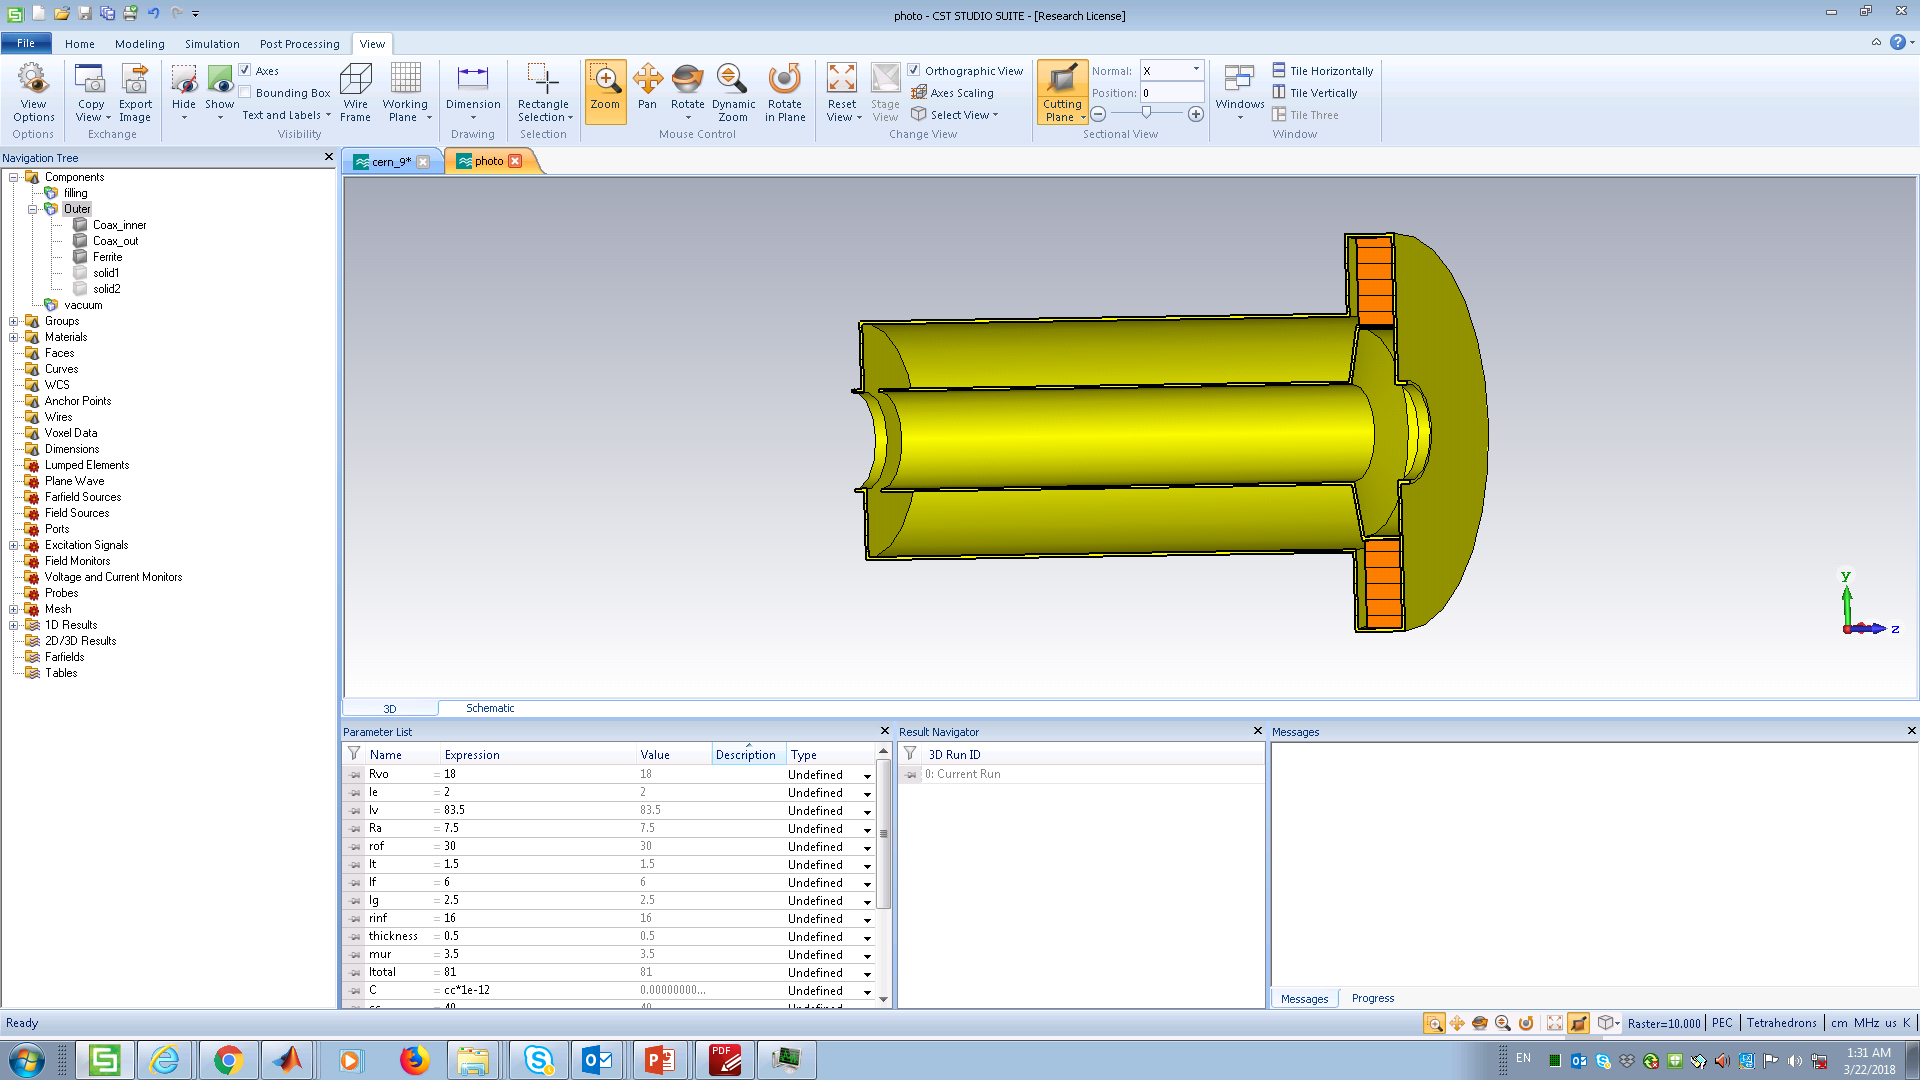 photo - CST STUDIO SUITE - [Research License]
File Home Modeling Simulation Post Processing View
View Options
Options
Copy View
Export Image
Exchange
Hide
Show
Axes
Bounding Box
Text and Labels
Wire Frame
Working Plane
Visibility
Dimension
Drawing
Rectangle Selection
Selection
Zoom
Pan
Rotate
Dynamic Zoom
Rotate in Plane
Mouse Control
Reset View
Stage View
Orthographic View
Axes Scaling
Select View
Change View
Cutting Plane
Normal: X
Position: 0
Sectional View
Windows
Tile Horizontally
Tile Vertically
Tile Three
Window
Navigation Tree
Components
filling
Outer
Coax_inner
Coax_out
Ferrite
solid1
solid2
vacuum
Groups
Materials
Faces
Curves
WCS
Anchor Points
Wires
Voxel Data
Dimensions
Lumped Elements
Plane Wave
Farfield Sources
Field Sources
Ports
Excitation Signals
Field Monitors
Voltage and Current Monitors
Probes
Mesh
1D Results
2D/3D Results
Farfields
Tables
cern_9* photo
y
z
3D Schematic
Parameter List
Name Expression Value Description Type
Rvo = 18 18 Undefined
le = 2 2 Undefined
lv = 83.5 83.5 Undefined
Ra = 7.5 7.5 Undefined
rof = 30 30 Undefined
lt = 1.5 1.5 Undefined
lf = 6 6 Undefined
lg = 2.5 2.5 Undefined
rinf = 16 16 Undefined
thickness = 0.5 0.5 Undefined
mur = 3.5 3.5 Undefined
ltotal = 81 81 Undefined
C = cc*1e-12 0.00000000... Undefined
Result Navigator
3D Run ID
0: Current Run
Messages
Messages Progress
Ready
Raster=10.000 PEC Tetrahedrons cm MHz us K
EN
PDF
1:31 AM
3/22/2018